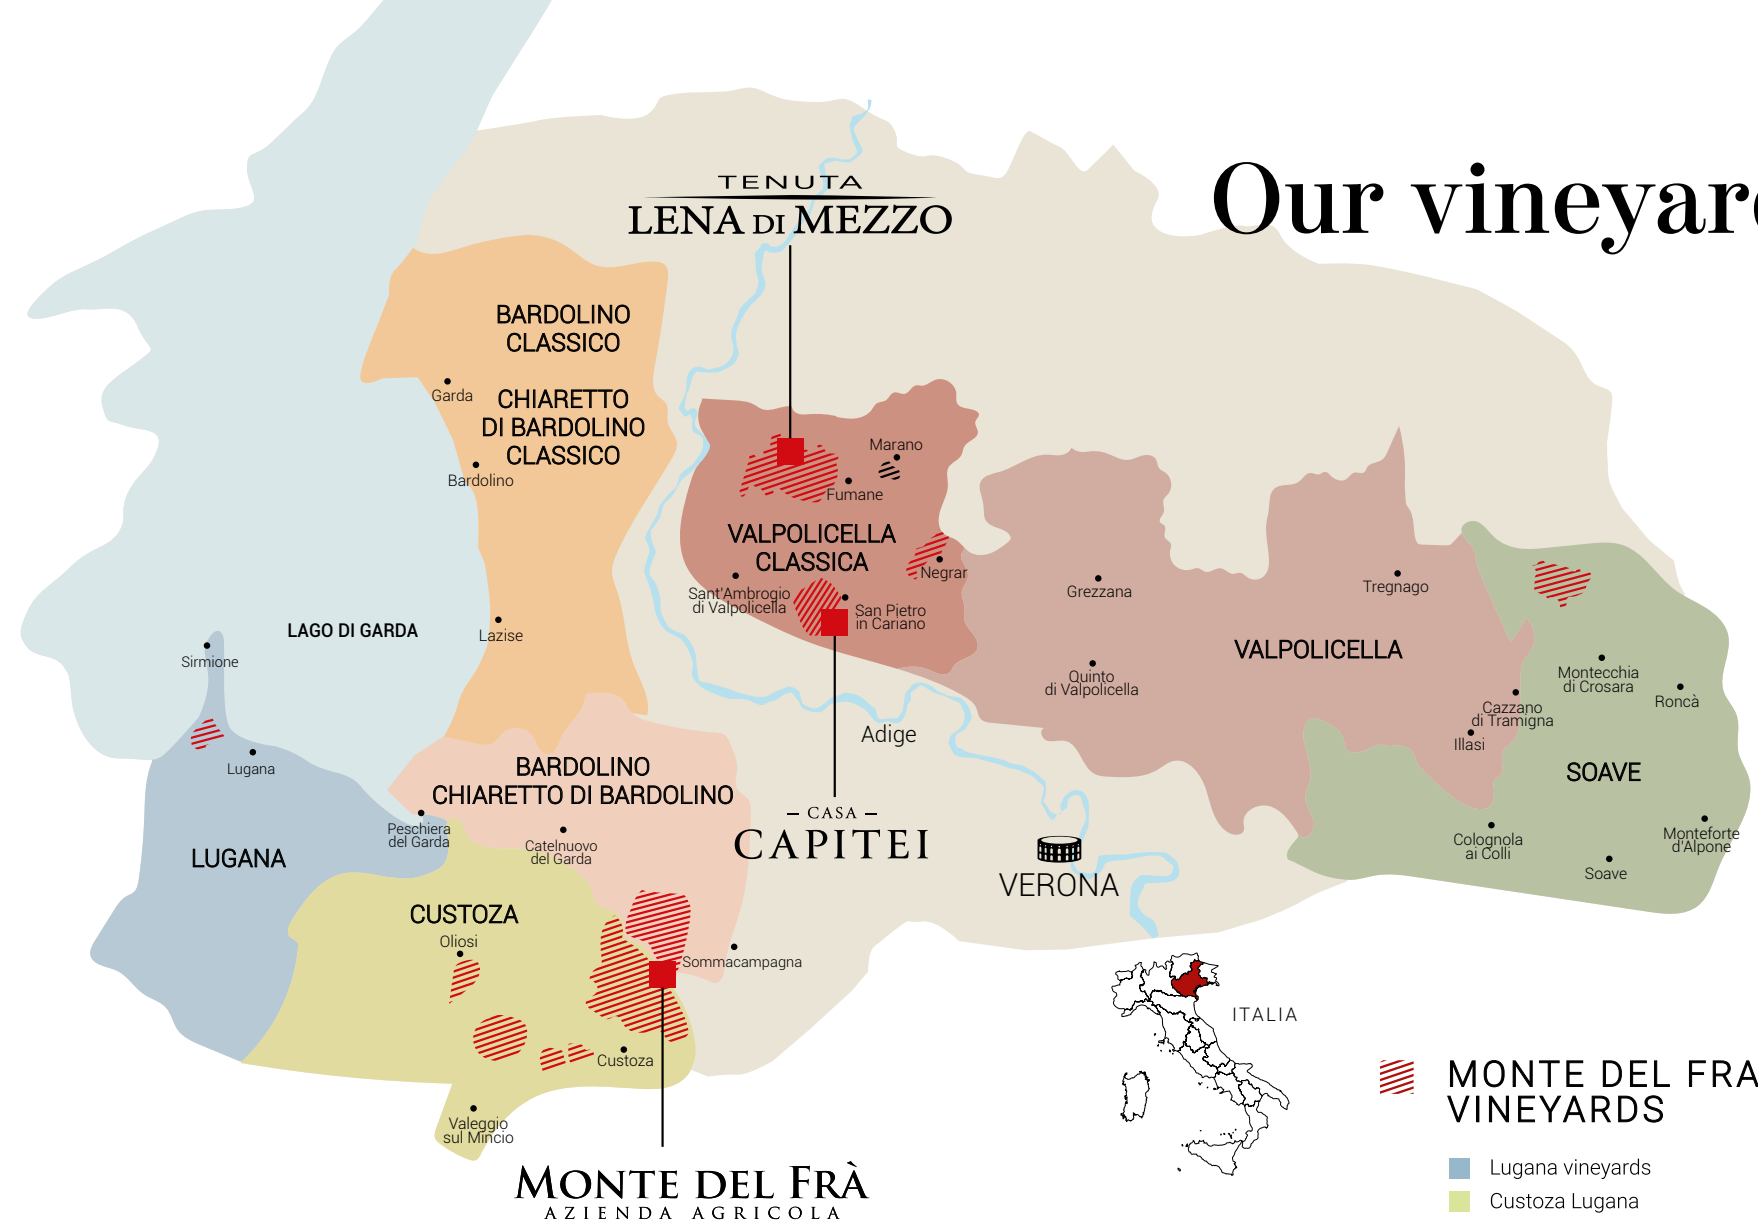 Our vineyar
TENUTA
LENA DI MEZZO
BARDOLINO
CLASSICO
CHIARETTO
DI BARDOLINO
CLASSICO
Garda
Bardolino
Marano
Fumane
VALPOLICELLA
CLASSICA
Negrar
Sant'Ambrogio
di Valpolicella
San Pietro
in Cariano
Grezzana
Tregnago
LAGO DI GARDA
Lazise
Sirmione
VALPOLICELLA
Quinto
di Valpolicella
Montecchia
di Crosara
Roncà
Cazzano
di Tramigna
Illasi
Adige
Lugana
BARDOLINO
CHIARETTO DI BARDOLINO
SOAVE
Peschiera
del Garda
Catelnuovo
del Garda
– CASA –
CAPITEI
VERONA
Colognola
ai Colli
Monteforte
d'Alpone
Soave
LUGANA
CUSTOZA
Oliosi
Sommacampagna
Custoza
Valeggio
sul Mincio
MONTE DEL FRÀ
AZIENDA AGRICOLA
ITALIA
MONTE DEL FRA
VINEYARDS
Lugana vineyards
Custoza Lugana